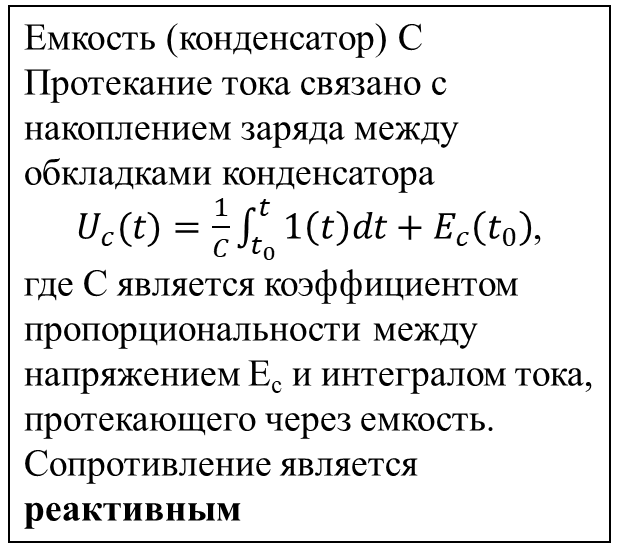 Емкость (конденсатор) С
Протекание тока связано с
накоплением заряда между
обкладками конденсатора
U_c(t) = \frac{1}{C} \int_{t_0}^{t} 1(t)dt + E_c(t_0),
где С является коэффициентом
пропорциональности между
напряжением E_c и интегралом тока,
протекающего через емкость.
Сопротивление является
реактивным